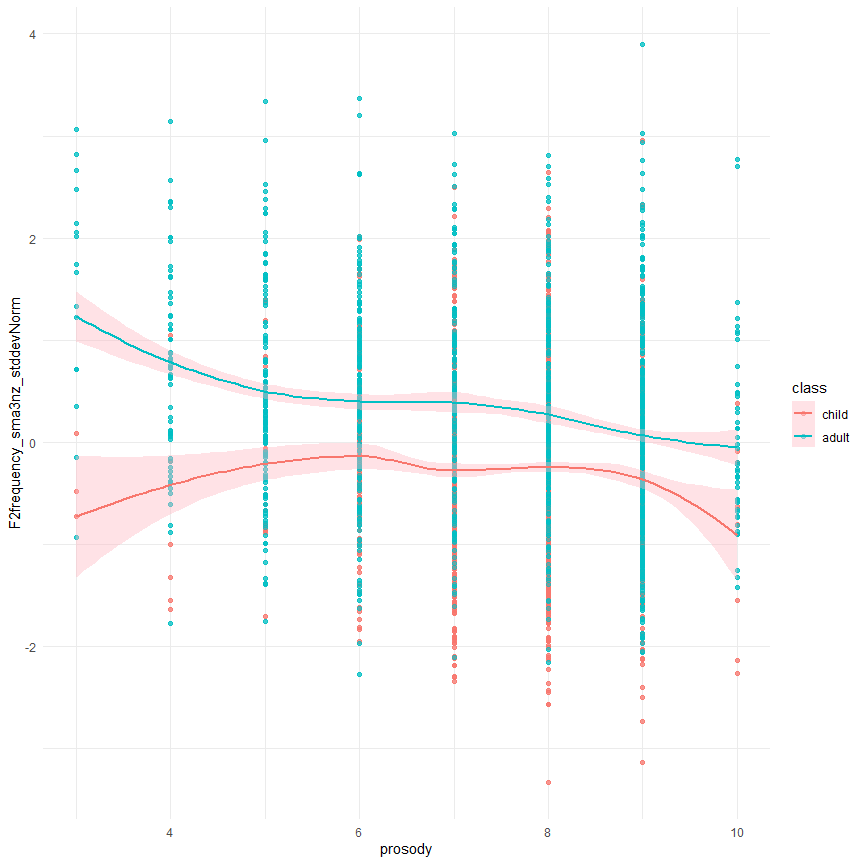 F2frequency_sma3nz_stddevNorm
4
2
0
-2
4
6
8
10
prosody
class
child
adult